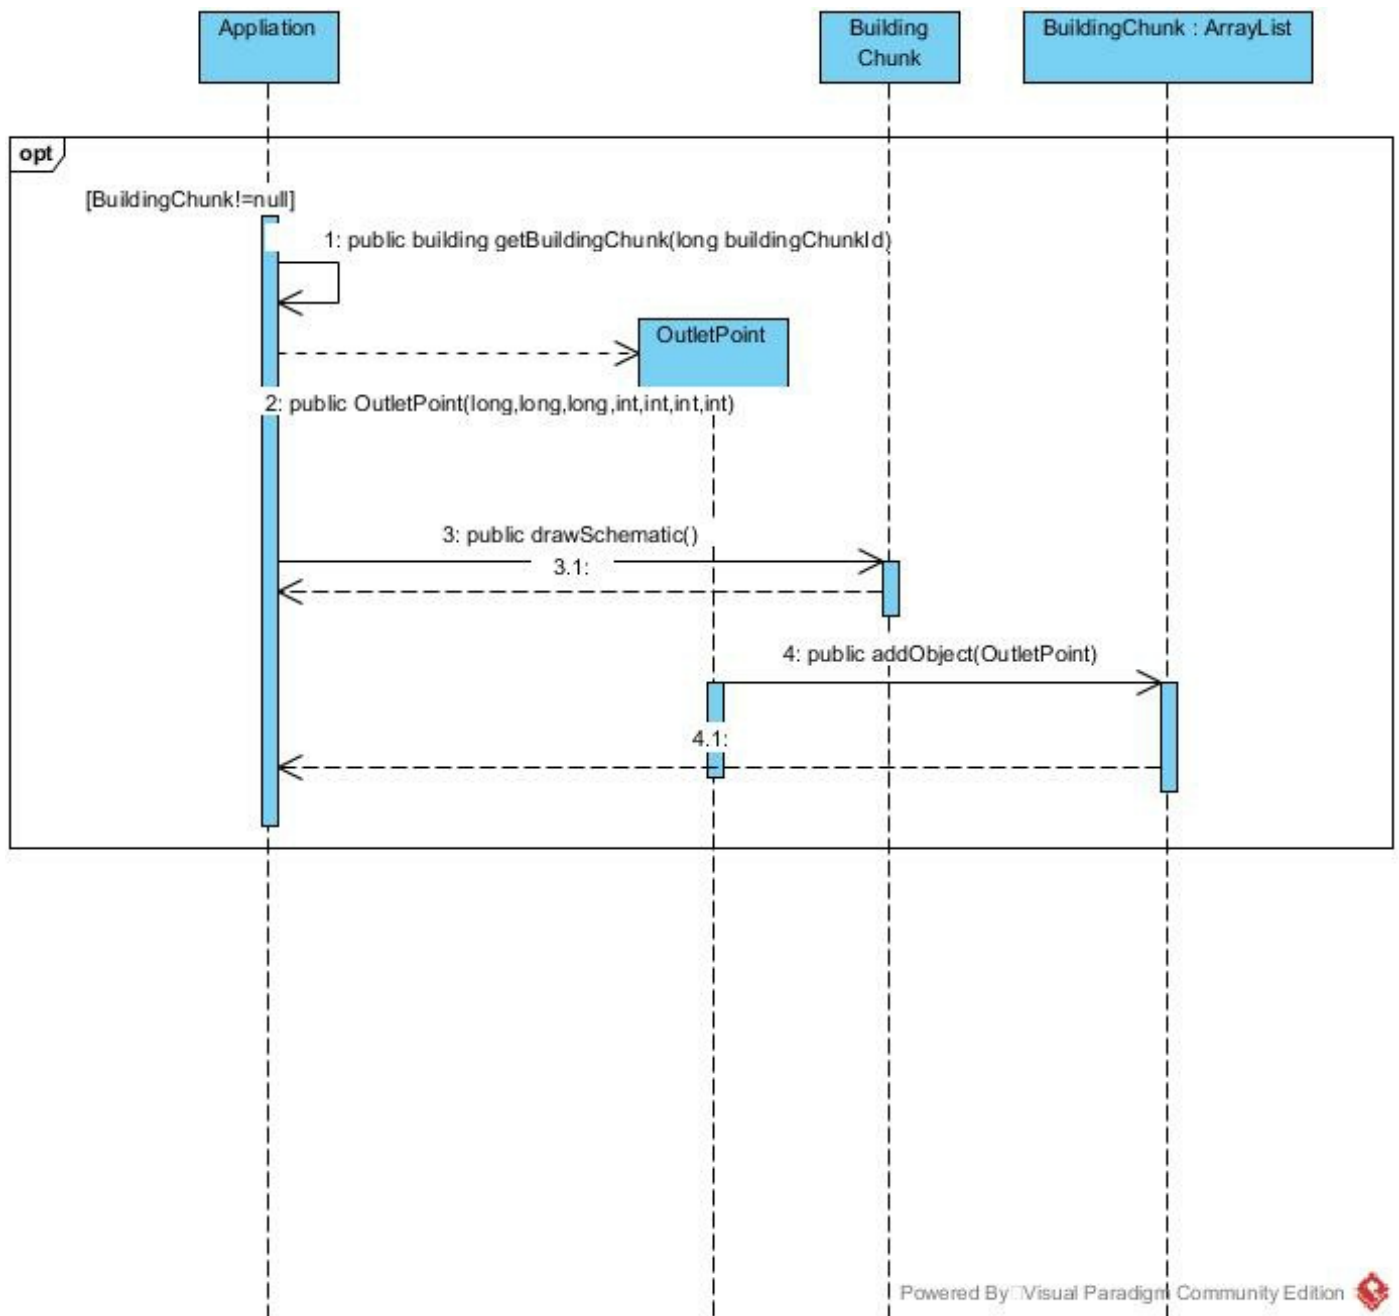 Appliation
Building
Chunk
BuildingChunk : ArrayList
opt
[BuildingChunk!=null]
1: public building getBuildingChunk(long buildingChunkId)
OutletPoint
2: public OutletPoint(long,long,long,int,int,int,int)
3: public drawSchematic()
3.1:
4: public addObject(OutletPoint)
4.1:
Powered By Visual Paradigm Community Edition